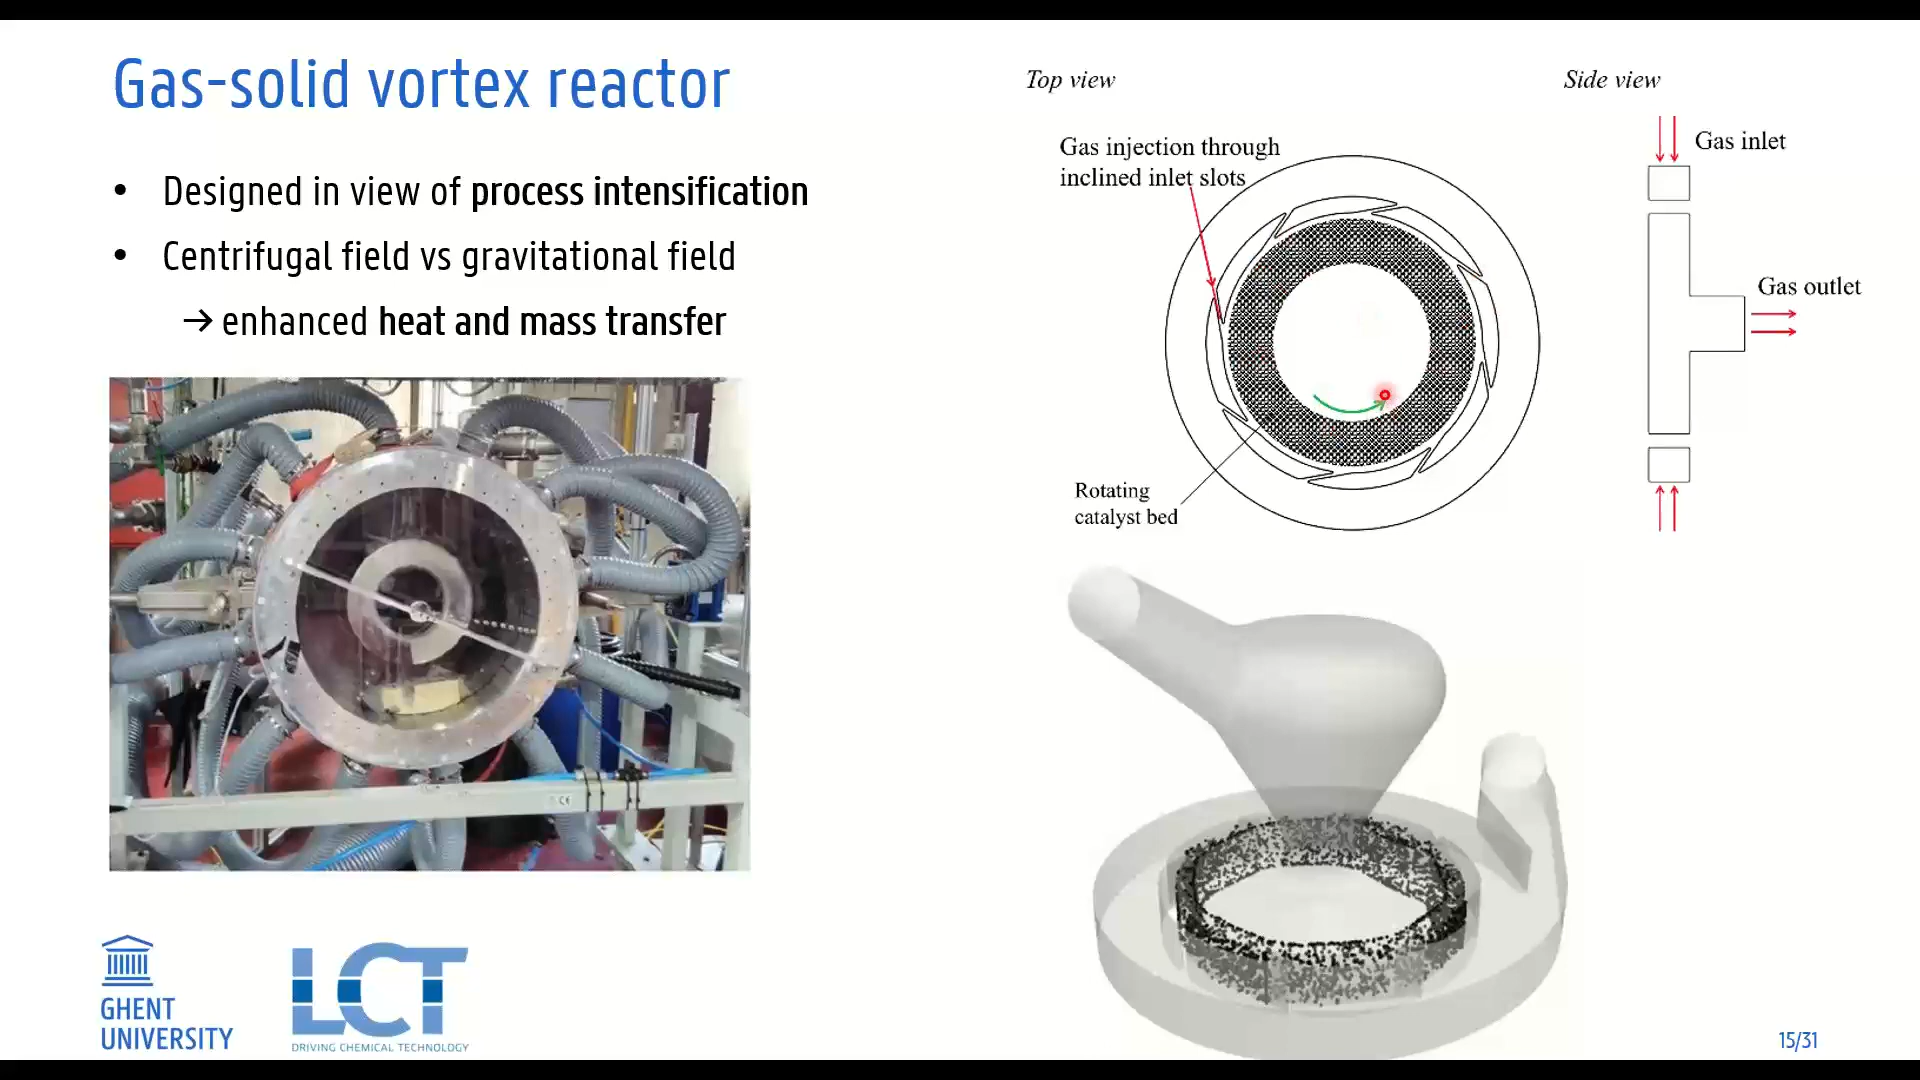 Gas-solid vortex reactor
• Designed in view of process intensification
• Centrifugal field vs gravitational field
→ enhanced heat and mass transfer
Top view
Side view
Gas injection through
inclined inlet slots
Rotating
catalyst bed
Gas inlet
Gas outlet
CE
GHENT
UNIVERSITY
LCT
DRIVING CHEMICAL TECHNOLOGY
15/31